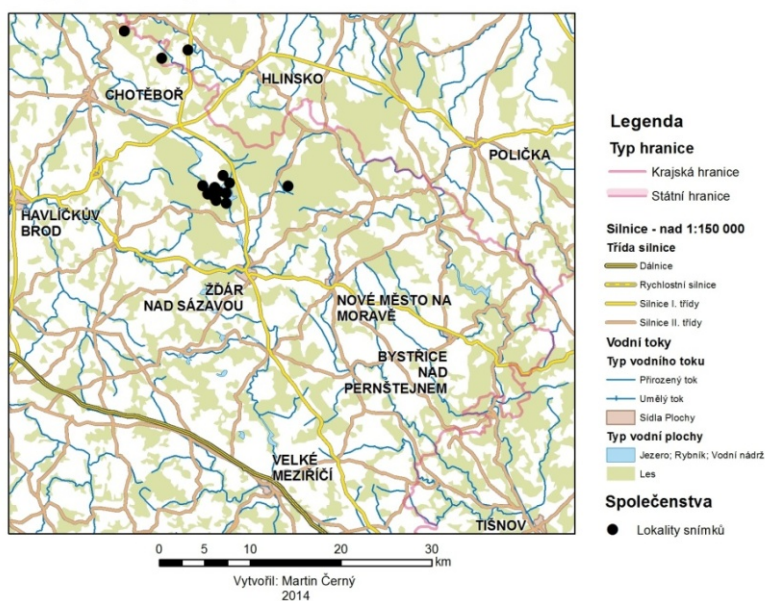 HLINSKO
CHOTĚBOŘ
POLIČKA
HAVLÍČKŮV
BROD
ŽĎÁR
NAD SÁZAVOU
NOVÉ MĚSTO NA
MORAVĚ
BYSTŘICE
NAD
PERNŠTEJNEM
VELKÉ
MEZIŘÍČÍ
TIŠNOV
Legenda
Typ hranice
Krajská hranice
Státní hranice
Silnice - nad 1:150 000
Třída silnice
Dálnice
Rychlostní silnice
Silnice I. třídy
Silnice II. třídy
Vodní toky
Typ vodního toku
Přirozený tok
Umělý tok
Sídla Plochy
Typ vodní plochy
Jezero; Rybník; Vodní nádrž
Les
Společenstva
Lokality snímků
0 5 10 20 30
km
Vytvořil: Martin Černý
2014